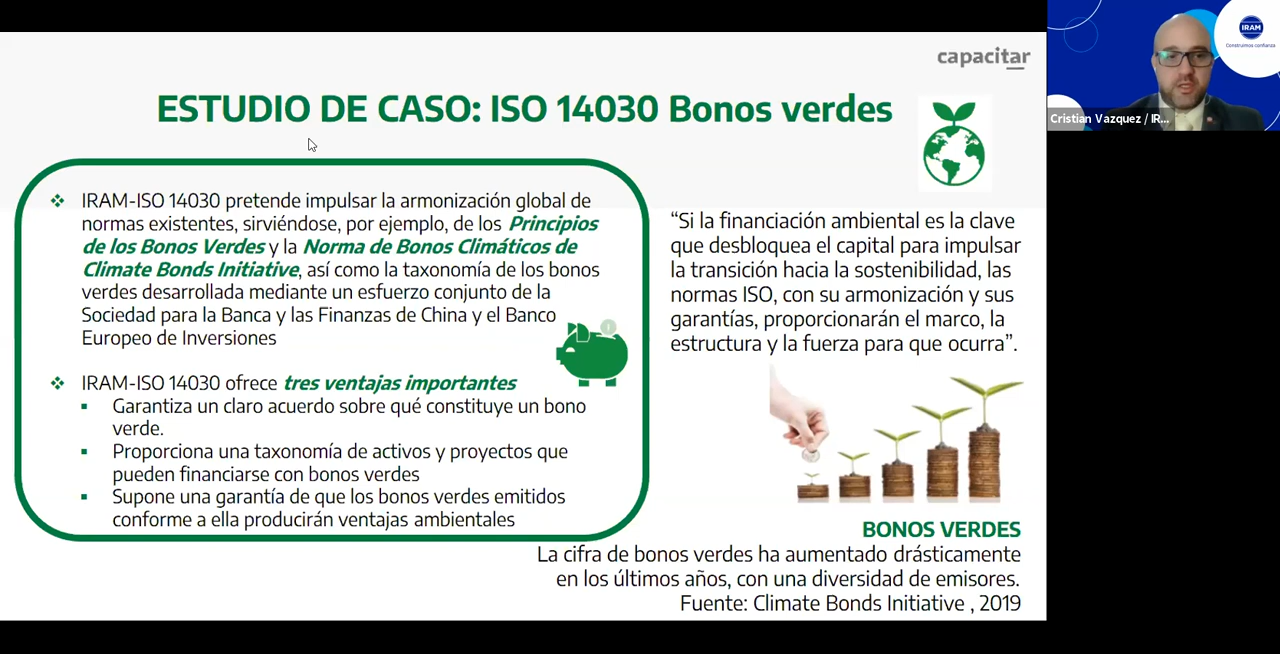 capacitar
ESTUDIO DE CASO: ISO 14030 Bonos verdes
IRAM-ISO 14030 pretende impulsar la armonización global de
normas existentes, sirviéndose, por ejemplo, de los Principios
de los Bonos Verdes y la Norma de Bonos Climáticos de
Climate Bonds Initiative, así como la taxonomía de los bonos
verdes desarrollada mediante un esfuerzo conjunto de la
Sociedad para la Banca y las Finanzas de China y el Banco
Europeo de Inversiones
IRAM-ISO 14030 ofrece tres ventajas importantes
Garantiza un claro acuerdo sobre qué constituye un bono
verde.
Proporciona una taxonomía de activos y proyectos que
pueden financiarse con bonos verdes
Supone una garantía de que los bonos verdes emitidos
conforme a ella producirán ventajas ambientales
“Si la financiación ambiental es la clave
que desbloquea el capital para impulsar
la transición hacia la sostenibilidad, las
normas ISO, con su armonización y sus
garantías, proporcionarán el marco, la
estructura y la fuerza para que ocurra”.
BONOS VERDES
La cifra de bonos verdes ha aumentado drásticamente
en los últimos años, con una diversidad de emisores.
Fuente: Climate Bonds Initiative , 2019
IRAM
Construimos confianza
Cristian Vazquez / IR...